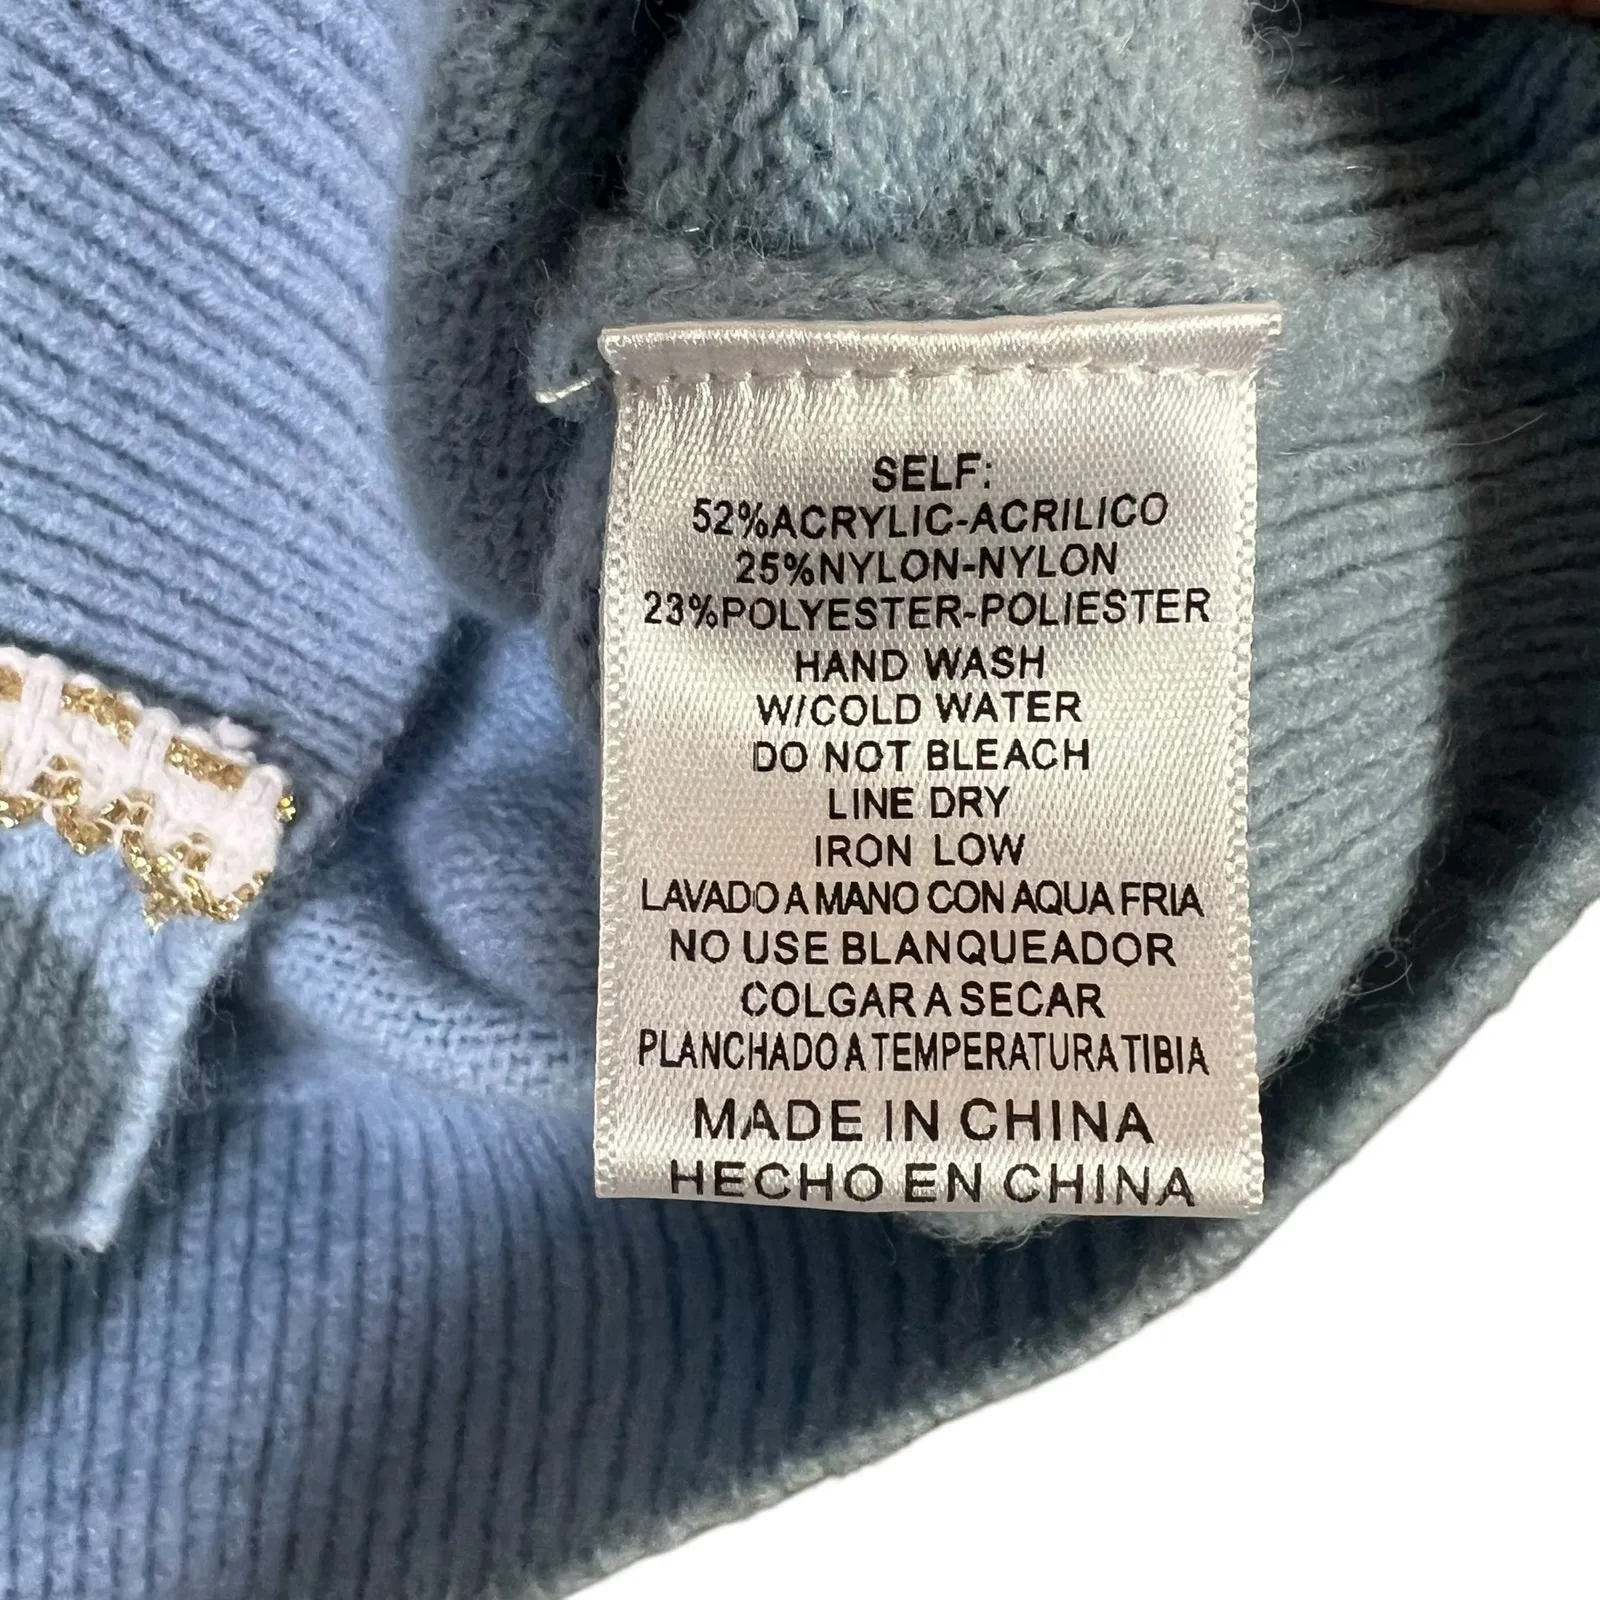 SELF:
52%ACRYLIC-ACRILICO
25%NYLON-NYLON
23%POLYESTER-POLIESTER
HAND WASH
W/COLD WATER
DO NOT BLEACH
LINE DRY
IRON LOW
LAVADO A MANO CON AQUA FRIA
NO USE BLANQUEADOR
COLGAR A SECAR
PLANCHADO A TEMPERATURA TIBIA
MADE IN CHINA
HECHO EN CHINA